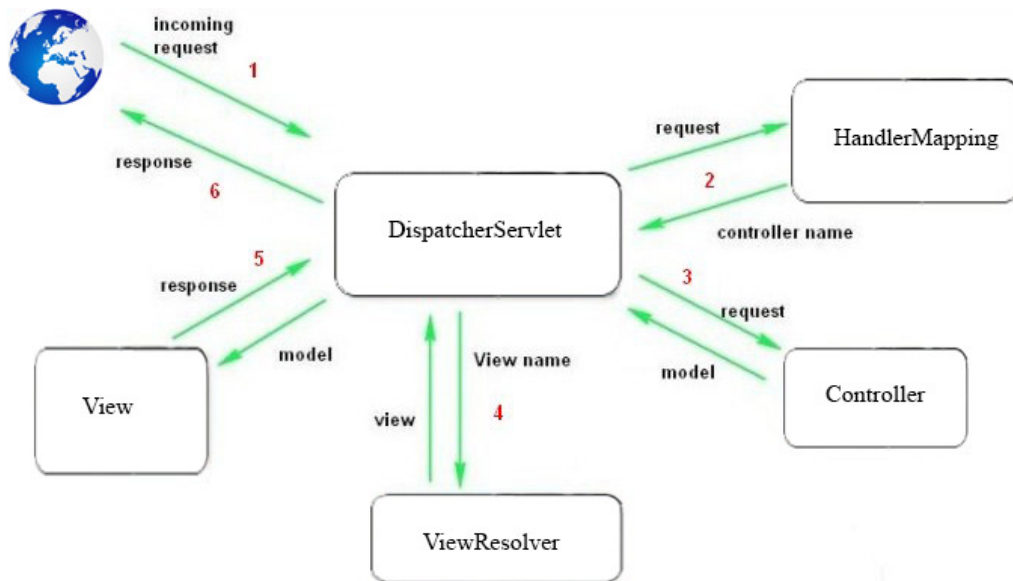 incoming
request
1
request
HandlerMapping
response
6
2
DispatcherServlet
controller name
5
response
3
request
model
View name
model
View
view
4
Controller
ViewResolver